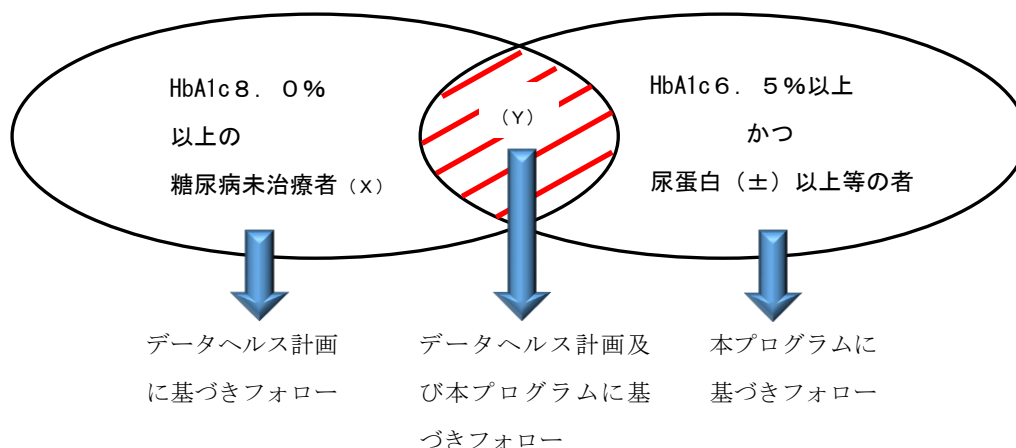 HbA1c８．０％
以上の
糖尿病未治療者（Ｘ）
（Ｙ）
HbA1c６．５％以上
かつ
尿蛋白（±）以上等の者
データヘルス計画
に基づきフォロー
データヘルス計画及
び本プログラムに基
づきフォロー
本プログラムに
基づきフォロー